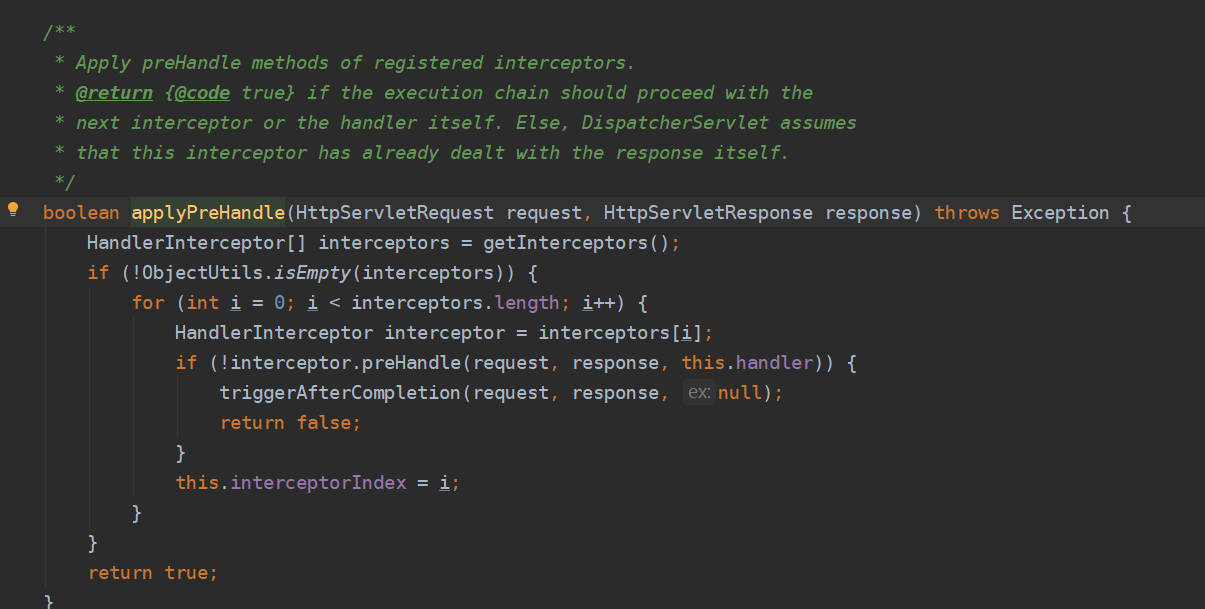 /**
 * Apply preHandle methods of registered interceptors.
 * @return {@code true} if the execution chain should proceed with the
 * next interceptor or the handler itself. Else, DispatcherServlet assumes
 * that this interceptor has already dealt with the response itself.
 */
boolean applyPreHandle(HttpServletRequest request, HttpServletResponse response) throws Exception {
    HandlerInterceptor[] interceptors = getInterceptors();
    if (!ObjectUtils.isEmpty(interceptors)) {
        for (int i = 0; i < interceptors.length; i++) {
            HandlerInterceptor interceptor = interceptors[i];
            if (!interceptor.preHandle(request, response, this.handler)) {
                triggerAfterCompletion(request, response, ex: null);
                return false;
            }
            this.interceptorIndex = i;
        }
    }
    return true;
}